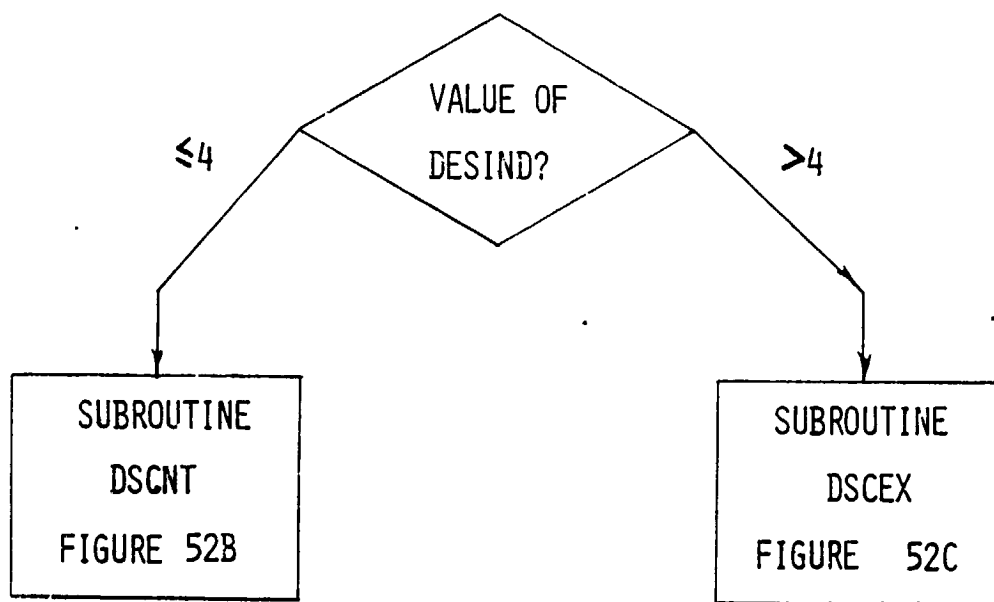 VALUE OF
DESIND?
≤4
>4
SUBROUTINE
DSCNT
FIGURE 52B
SUBROUTINE
DSCEX
FIGURE 52C